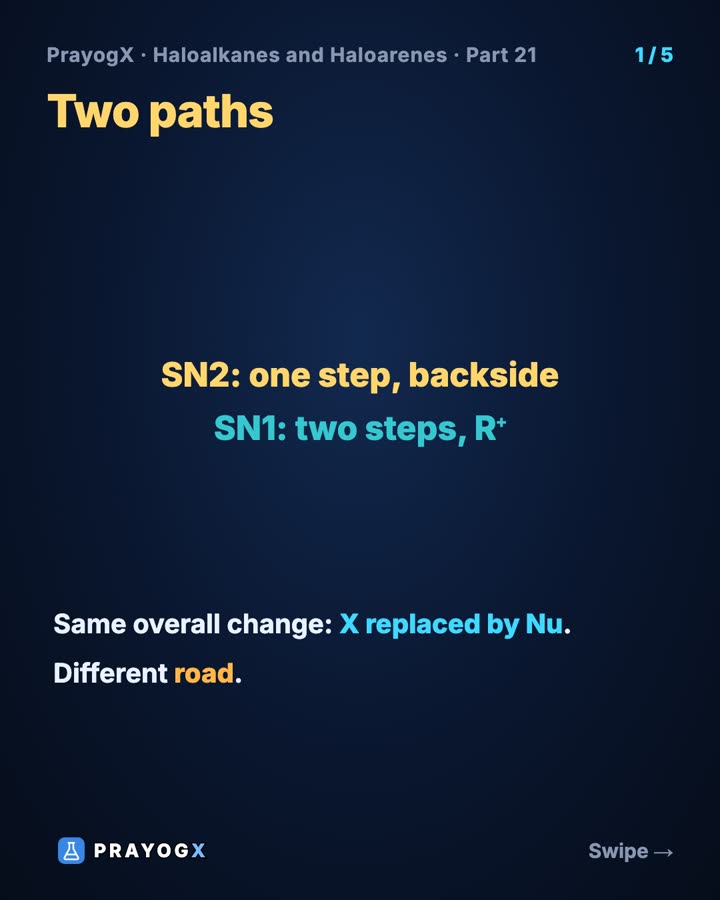 PrayogX · Haloalkanes and Haloarenes · Part 21
1 / 5
Two paths
SN2: one step, backside
SN1: two steps, R⁺
Same overall change: X replaced by Nu.
Different road.
PRAYOGX
Swipe →